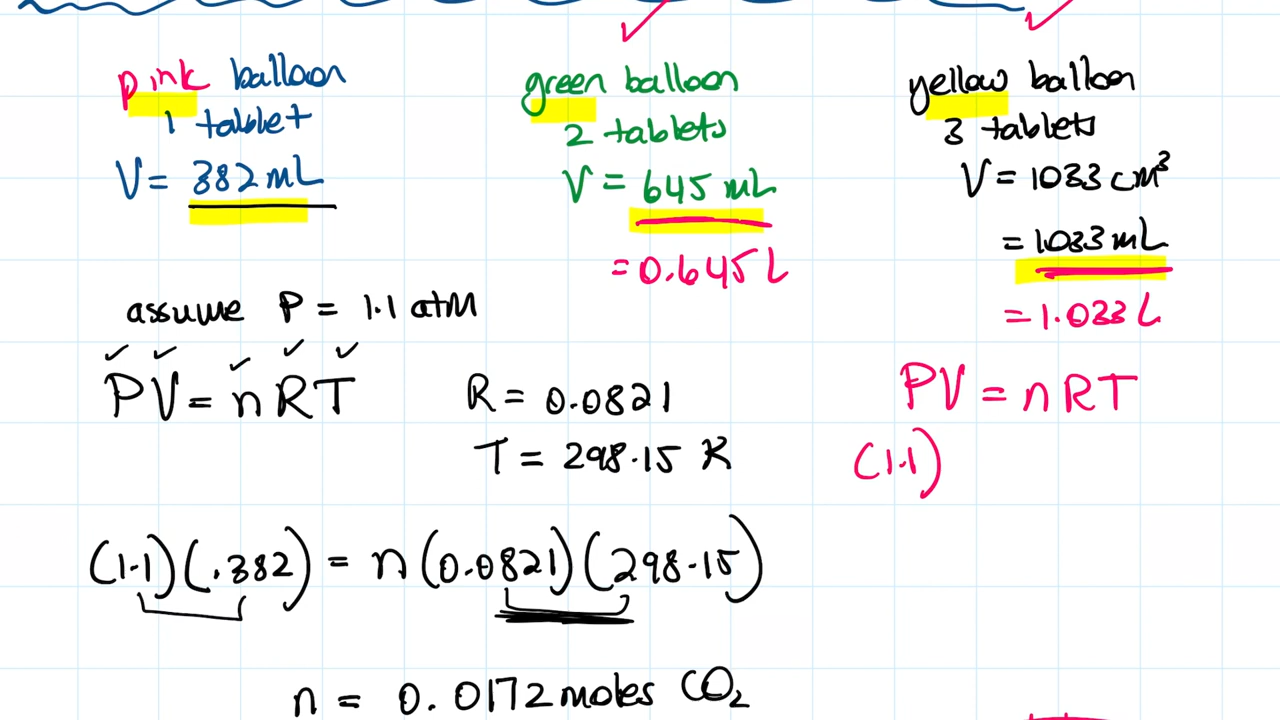 pink balloon
1 tablet
V = 382 mL
green balloon
2 tablets
V = 645 mL
= 0.645 L
yellow balloon
3 tablets
V = 1033 cm³
= 1033 mL
= 1.033 L
assume P = 1.1 atm
PV = nRT
R = 0.0821
T = 298.15 K
(1.1)(.382) = n(0.0821)(298.15)
n = 0.0172 moles CO₂
PV = nRT
(1.1)